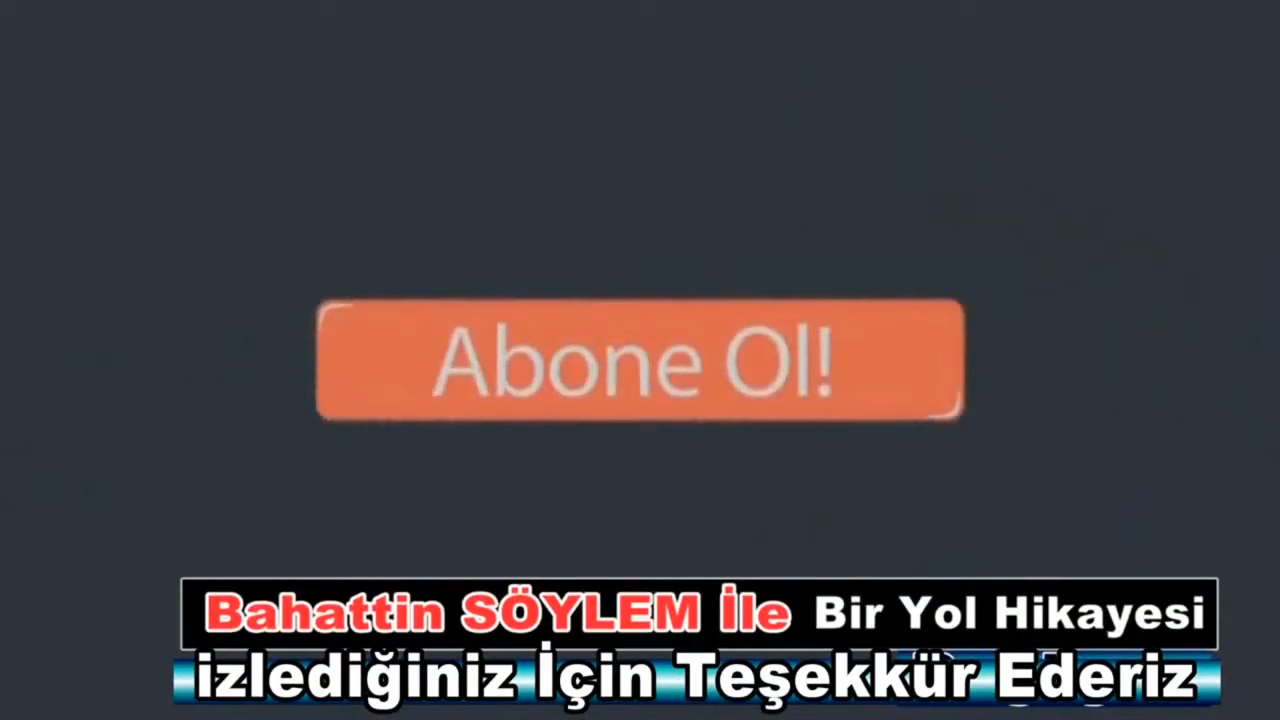 Abone Ol!
Bahattin SÖYLEM İle Bir Yol Hikayesi
izlediğiniz İçin Teşekkür Ederiz